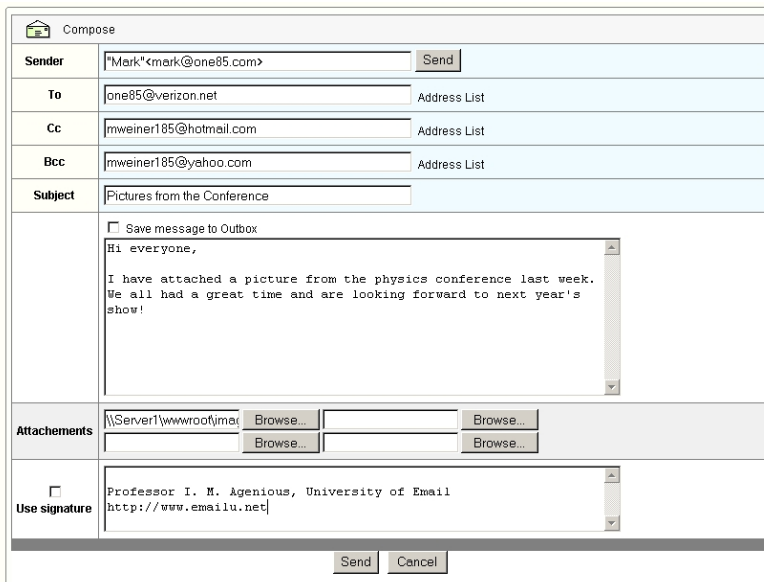 Compose
Sender "Mark"<mark@one85.com> Send
To one85@verizon.net Address List
Cc mweiner185@hotmail.com Address List
Bcc mweiner185@yahoo.com Address List
Subject Pictures from the Conference
Save message to Outbox
Hi everyone,
I have attached a picture from the physics conference last week.
We all had a great time and are looking forward to next year's
show!
Attachements \\Server1\wwwroot\imag Browse... Browse...
Browse... Browse...
Use signature
Professor I. M. Agenious, University of Email
http://www.emailu.net
Send Cancel